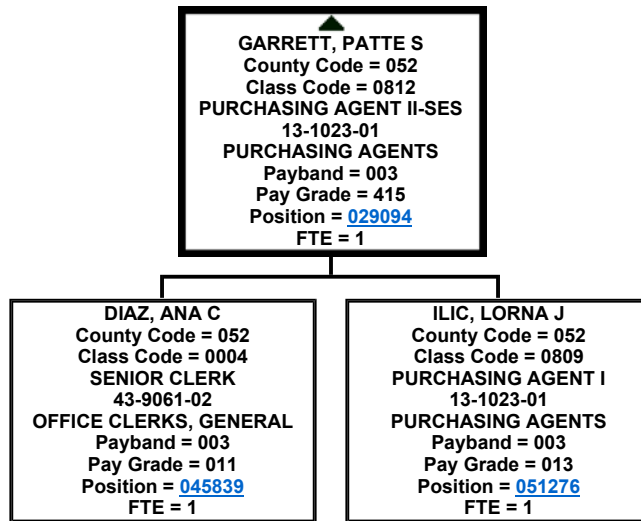 GARRETT, PATTE S
County Code = 052
Class Code = 0812
PURCHASING AGENT II-SES
13-1023-01
PURCHASING AGENTS
Payband = 003
Pay Grade = 415
Position = 029094
FTE = 1
DIAZ, ANA C
County Code = 052
Class Code = 0004
SENIOR CLERK
43-9061-02
OFFICE CLERKS, GENERAL
Payband = 003
Pay Grade = 011
Position = 045839
FTE = 1
ILIC, LORNA J
County Code = 052
Class Code = 0809
PURCHASING AGENT I
13-1023-01
PURCHASING AGENTS
Payband = 003
Pay Grade = 013
Position = 051276
FTE = 1